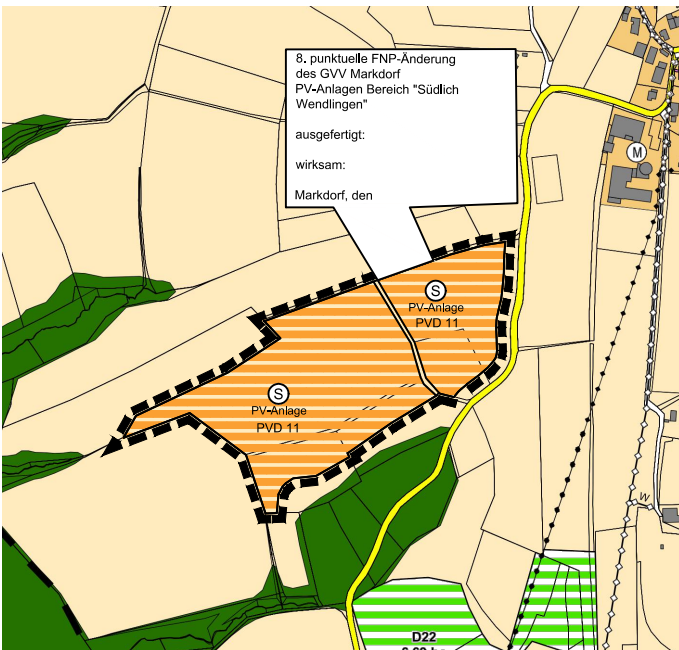 8. punktuelle FNP-Änderung
des GVV Markdorf
PV-Anlagen Bereich "Südlich
Wendlingen"
ausgefertigt:
wirksam:
Markdorf, den
M
S
PV-Anlage
PVD 11
S
PV-Anlage
PVD 11
W
D22